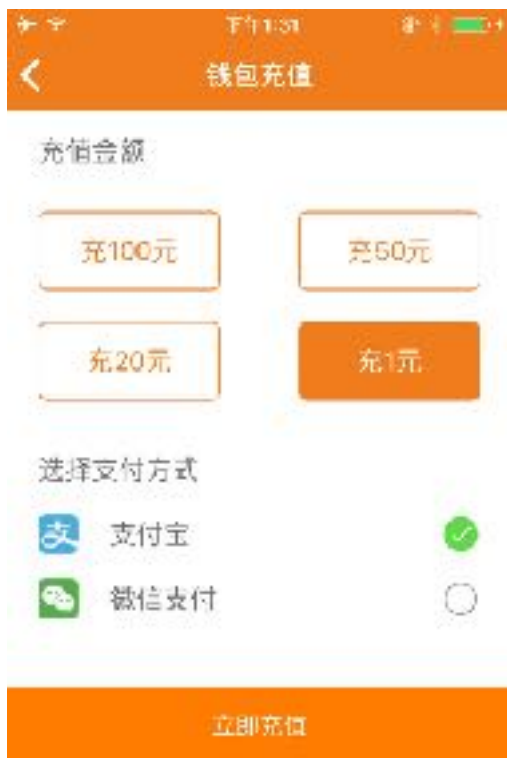 下午1:31
钱包充值
充值金额
充100元 充50元
充20元 充1元
选择支付方式
支付宝
微信支付
立即充值